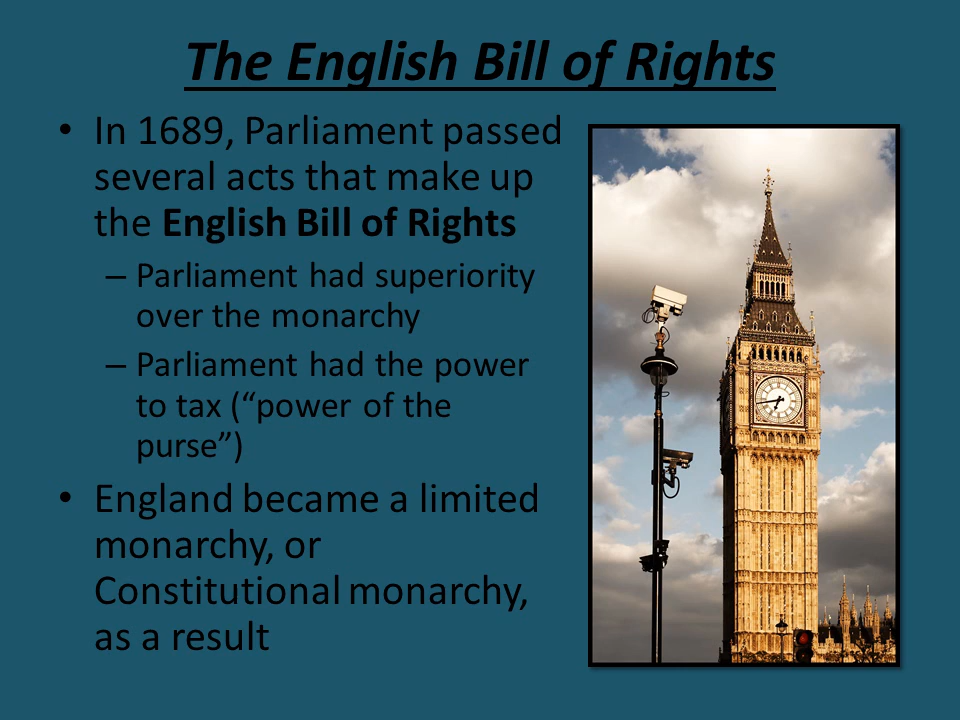 The English Bill of Rights
• In 1689, Parliament passed
several acts that make up
the English Bill of Rights
– Parliament had superiority
over the monarchy
– Parliament had the power
to tax (“power of the
purse”)
• England became a limited
monarchy, or
Constitutional monarchy,
as a result